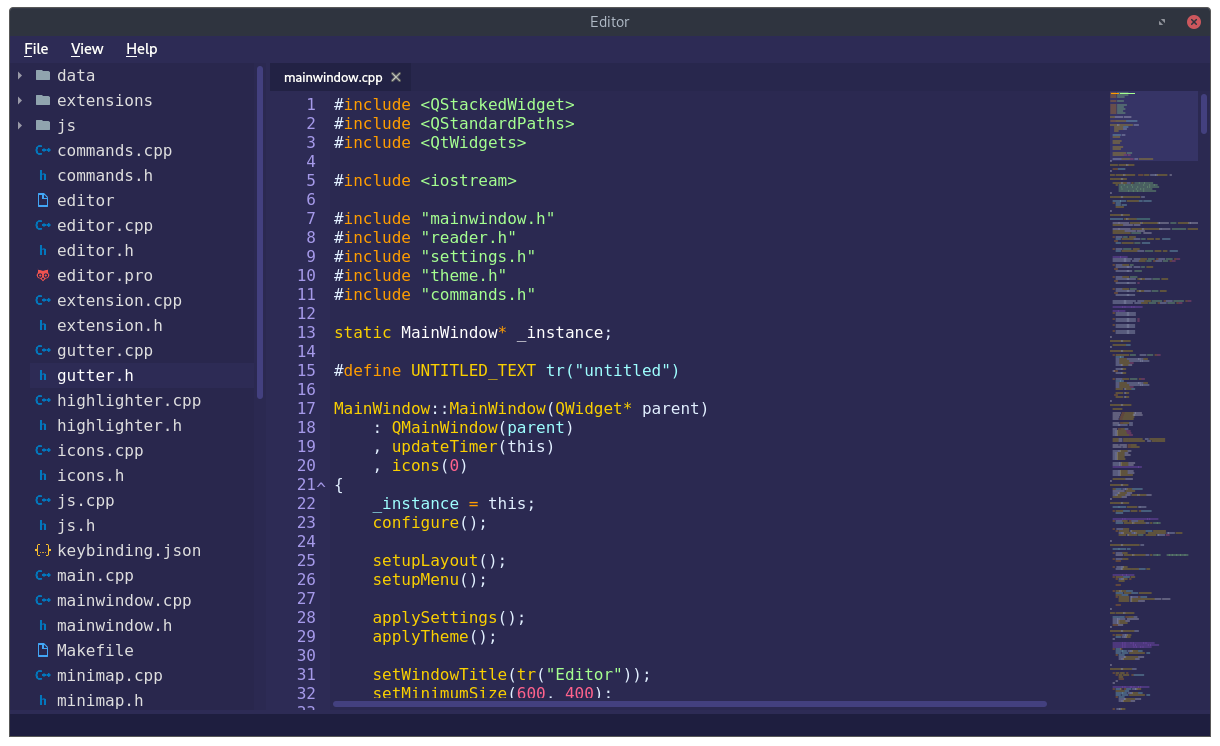 Editor
File View Help
data
extensions
js
commands.cpp
commands.h
editor
editor.cpp
editor.h
editor.pro
extension.cpp
extension.h
gutter.cpp
gutter.h
highlighter.cpp
highlighter.h
icons.cpp
icons.h
js.cpp
js.h
keybinding.json
main.cpp
mainwindow.cpp
mainwindow.h
Makefile
minimap.cpp
minimap.h
mainwindow.cpp
1 #include <QStackedWidget>
2 #include <QStandardPaths>
3 #include <QtWidgets>
4
5 #include <iostream>
6
7 #include "mainwindow.h"
8 #include "reader.h"
9 #include "settings.h"
10 #include "theme.h"
11 #include "commands.h"
12
13 static MainWindow* _instance;
14
15 #define UNTITLED_TEXT tr("untitled")
16
17 MainWindow::MainWindow(QWidget* parent)
18     : QMainWindow(parent)
19     , updateTimer(this)
20     , icons(0)
21 {
22     _instance = this;
23     configure();
24
25     setupLayout();
26     setupMenu();
27
28     applySettings();
29     applyTheme();
30
31     setWindowTitle(tr("Editor"));
32     setMinimumSize(600, 400);
33